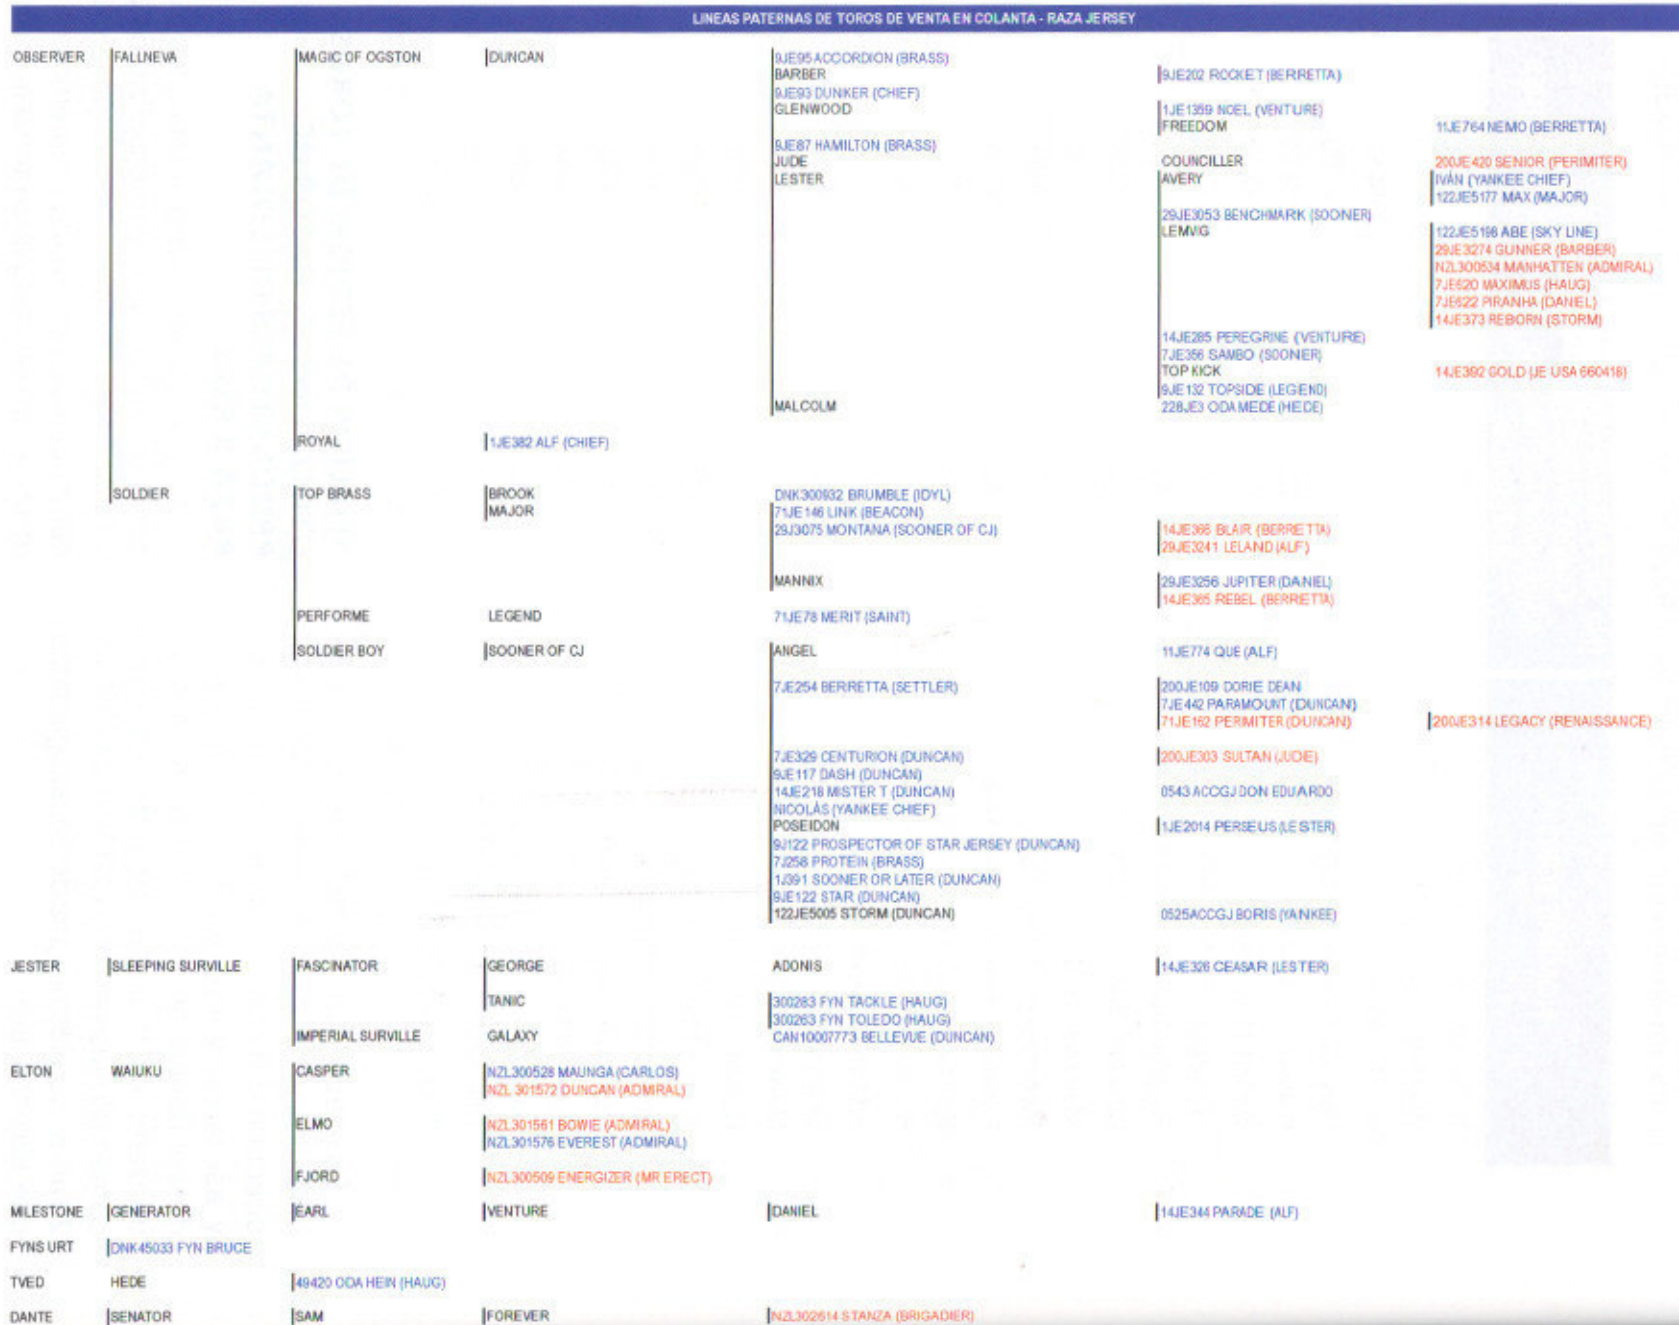 LINEAS PATERNAS DE TOROS DE VENTA EN COLANTA - RAZA JERSEY
OBSERVER FALLNEVA MAGIC OF OGSTON DUNCAN 9JE95 ACCORDION (BRASS)
BARBER 9JE202 ROCKET (BERRETTA)
9JE93 DUNKER (CHIEF)
GLENWOOD 1JE1359 NOEL (VENTURE)
FREEDOM 11JE764 NEMO (BERRETTA)
9JE87 HAMILTON (BRASS)
JUDE COUNCILLER 200JE420 SENIOR (PERIMITER)
LESTER AVERY IVÁN (YANKEE CHIEF)
122JE5177 MAX (MAJOR)
29JE3053 BENCHMARK (SOONER)
LEMVIG 122JE5196 ABE (SKY LINE)
29JE3274 GUNNER (BARBER)
NZL300534 MANHATTEN (ADMIRAL)
7JE620 MAXIMUS (HAUG)
7JE622 PIRANHA (DANIEL)
14JE373 REBORN (STORM)
14JE285 PEREGRINE (VENTURE)
7JE356 SAMBO (SOONER)
TOP KICK 14JE392 GOLD (JE USA 660418)
9JE132 TOPSIDE (LEGEND)
MALCOLM 228JE3 ODA MEDE (HEDE)
ROYAL 1JE382 ALF (CHIEF)
SOLDIER TOP BRASS BROOK DNK300932 BRUMBLE (IDYL)
MAJOR 71JE146 LINK (BEACON)
29J3075 MONTANA (SOONER OF CJ) 14JE366 BLAIR (BERRETTA)
29JE3241 LELAND (ALF)
MANNIX 29JE3256 JUPITER (DANIEL)
14JE365 REBEL (BERRETTA)
PERFORME LEGEND 71JE78 MERIT (SAINT)
SOLDIER BOY SOONER OF CJ ANGEL 11JE774 QUE (ALF)
7JE254 BERRETTA (SETTLER) 200JE109 DORIE DEAN
7JE442 PARAMOUNT (DUNCAN)
71JE162 PERIMITER (DUNCAN) 200JE314 LEGACY (RENAISSANCE)
7JE329 CENTURION (DUNCAN) 200JE303 SULTAN (JUDIE)
9JE117 DASH (DUNCAN)
14JE218 MISTER T (DUNCAN) 0543 ACCGJ DON EDUARDO
NICOLÁS (YANKEE CHIEF)
POSEIDON 1JE2014 PERSEUS (LESTER)
9J122 PROSPECTOR OF STAR JERSEY (DUNCAN)
7J258 PROTEIN (BRASS)
1J391 SOONER OR LATER (DUNCAN)
9JE122 STAR (DUNCAN)
122JE5005 STORM (DUNCAN) 0525ACCGJ BORIS (YANKEE)
JESTER SLEEPING SURVILLE FASCINATOR GEORGE ADONIS 14JE326 CEASAR (LESTER)
TANIC 300283 FYN TACKLE (HAUG)
300263 FYN TOLEDO (HAUG)
IMPERIAL SURVILLE GALAXY CAN10007773 BELLEVUE (DUNCAN)
ELTON WAIUKU CASPER NZL300528 MAUNGA (CARLOS)
NZL 301572 DUNCAN (ADMIRAL)
ELMO NZL301561 BOWIE (ADMIRAL)
NZL301576 EVEREST (ADMIRAL)
FJORD NZL300509 ENERGIZER (MR ERECT)
MILESTONE GENERATOR EARL VENTURE DANIEL 14JE344 PARADE (ALF)
FYNS URT DNK45033 FYN BRUCE
TVED HEDE 49420 ODA HEIN (HAUG)
DANTE SENATOR SAM FOREVER NZL302614 STANZA (BRIGADIER)